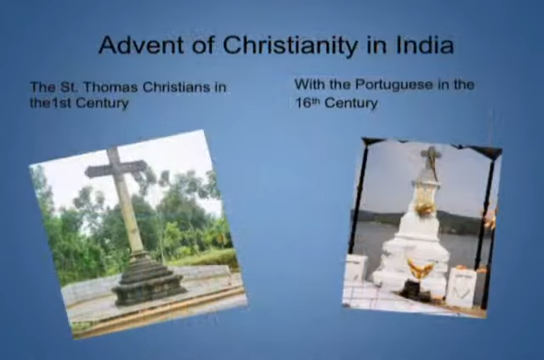 Advent of Christianity in India
The St. Thomas Christians in
the1st Century
With the Portuguese in the
16th Century